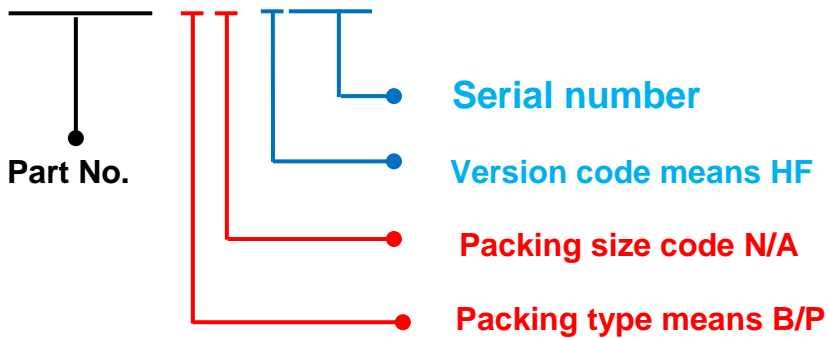 Serial number
Part No.
Version code means HF
Packing size code N/A
Packing type means B/P